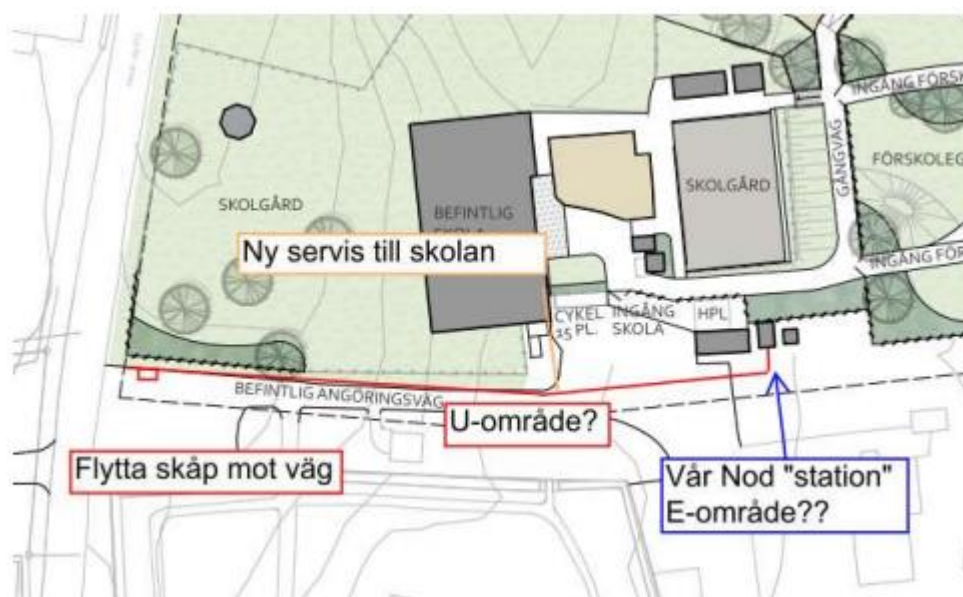 INGÅNG FÖRSK
SKOLGÅRD
GÅNGVÄG
FÖRSKOLEG
SKOLGÅRD
BEFINTLIG
Ny servis till skolan
INGÅNG FÖR
CYKEL
35 PL.
INGÅNG
SKOLA
HPL
BEFINTLIG ANGÖRINGSVÄG
U-område?
Flytta skåp mot väg
Vår Nod "station"
E-område??